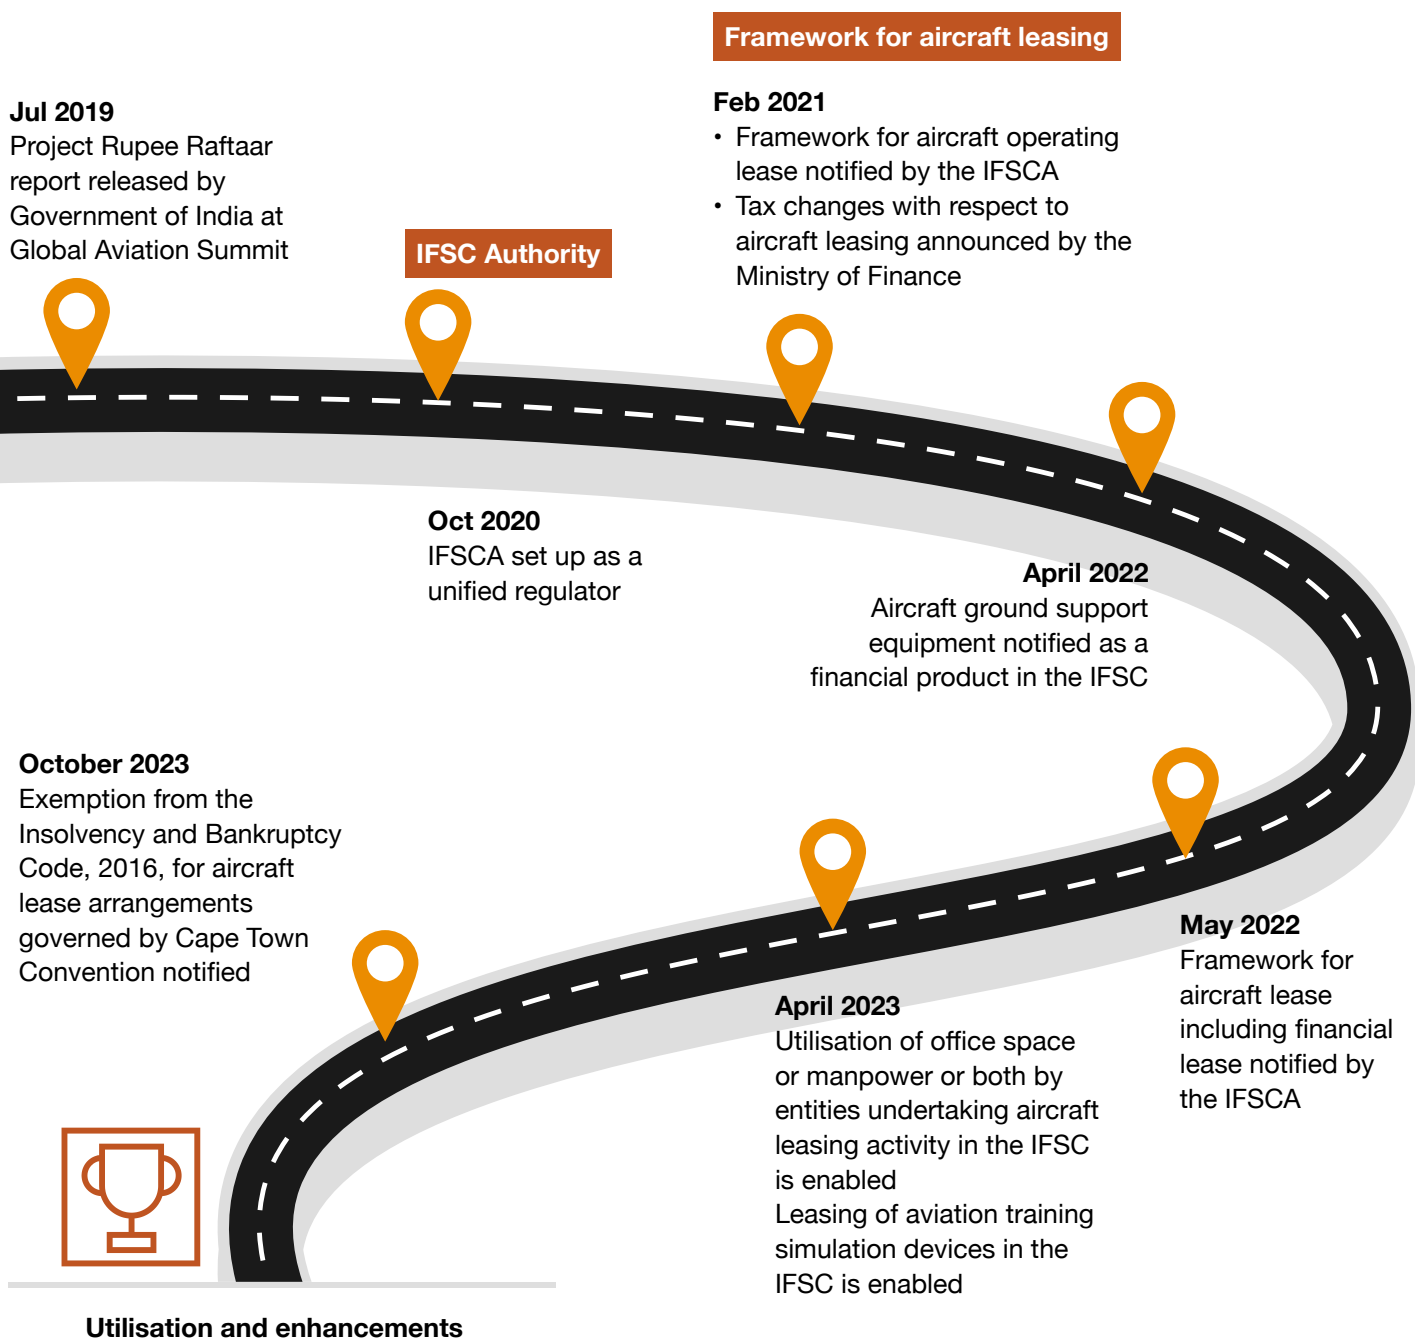 Framework for aircraft leasing
Jul 2019
Project Rupee Raftaar
report released by
Government of India at
Global Aviation Summit
IFSC Authority
Feb 2021
• Framework for aircraft operating
lease notified by the IFSCA
• Tax changes with respect to
aircraft leasing announced by the
Ministry of Finance
Oct 2020
IFSCA set up as a
unified regulator
April 2022
Aircraft ground support
equipment notified as a
financial product in the IFSC
May 2022
Framework for
aircraft lease
including financial
lease notified by
the IFSCA
April 2023
Utilisation of office space
or manpower or both by
entities undertaking aircraft
leasing activity in the IFSC
is enabled
Leasing of aviation training
simulation devices in the
IFSC is enabled
October 2023
Exemption from the
Insolvency and Bankruptcy
Code, 2016, for aircraft
lease arrangements
governed by Cape Town
Convention notified
Utilisation and enhancements